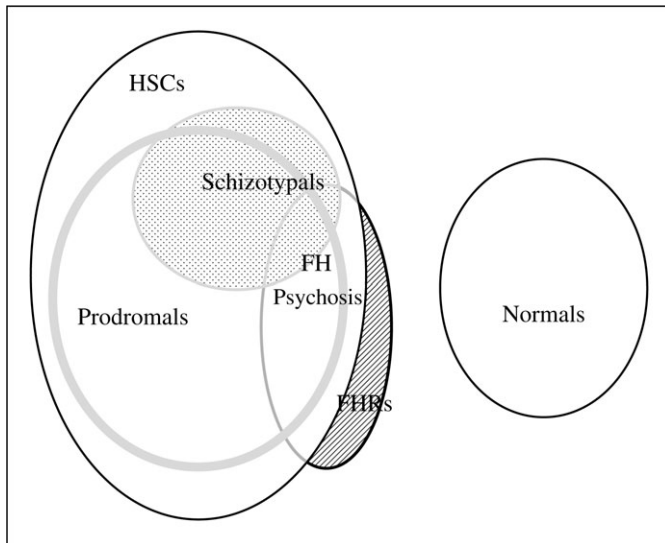 HSCs
Schizotypals
FH
Psychosis
Prodromals
Normals
FHRs